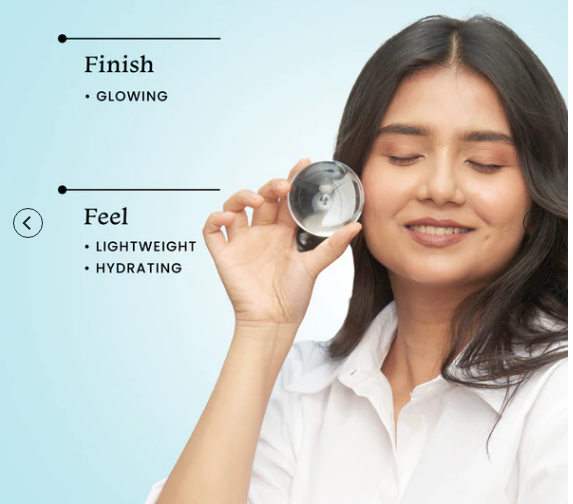 Finish
• GLOWING
Feel
• LIGHTWEIGHT
• HYDRATING